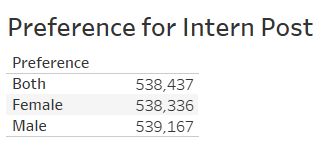 Preference for Intern Post
Preference
Both 538,437
Female 538,336
Male 539,167